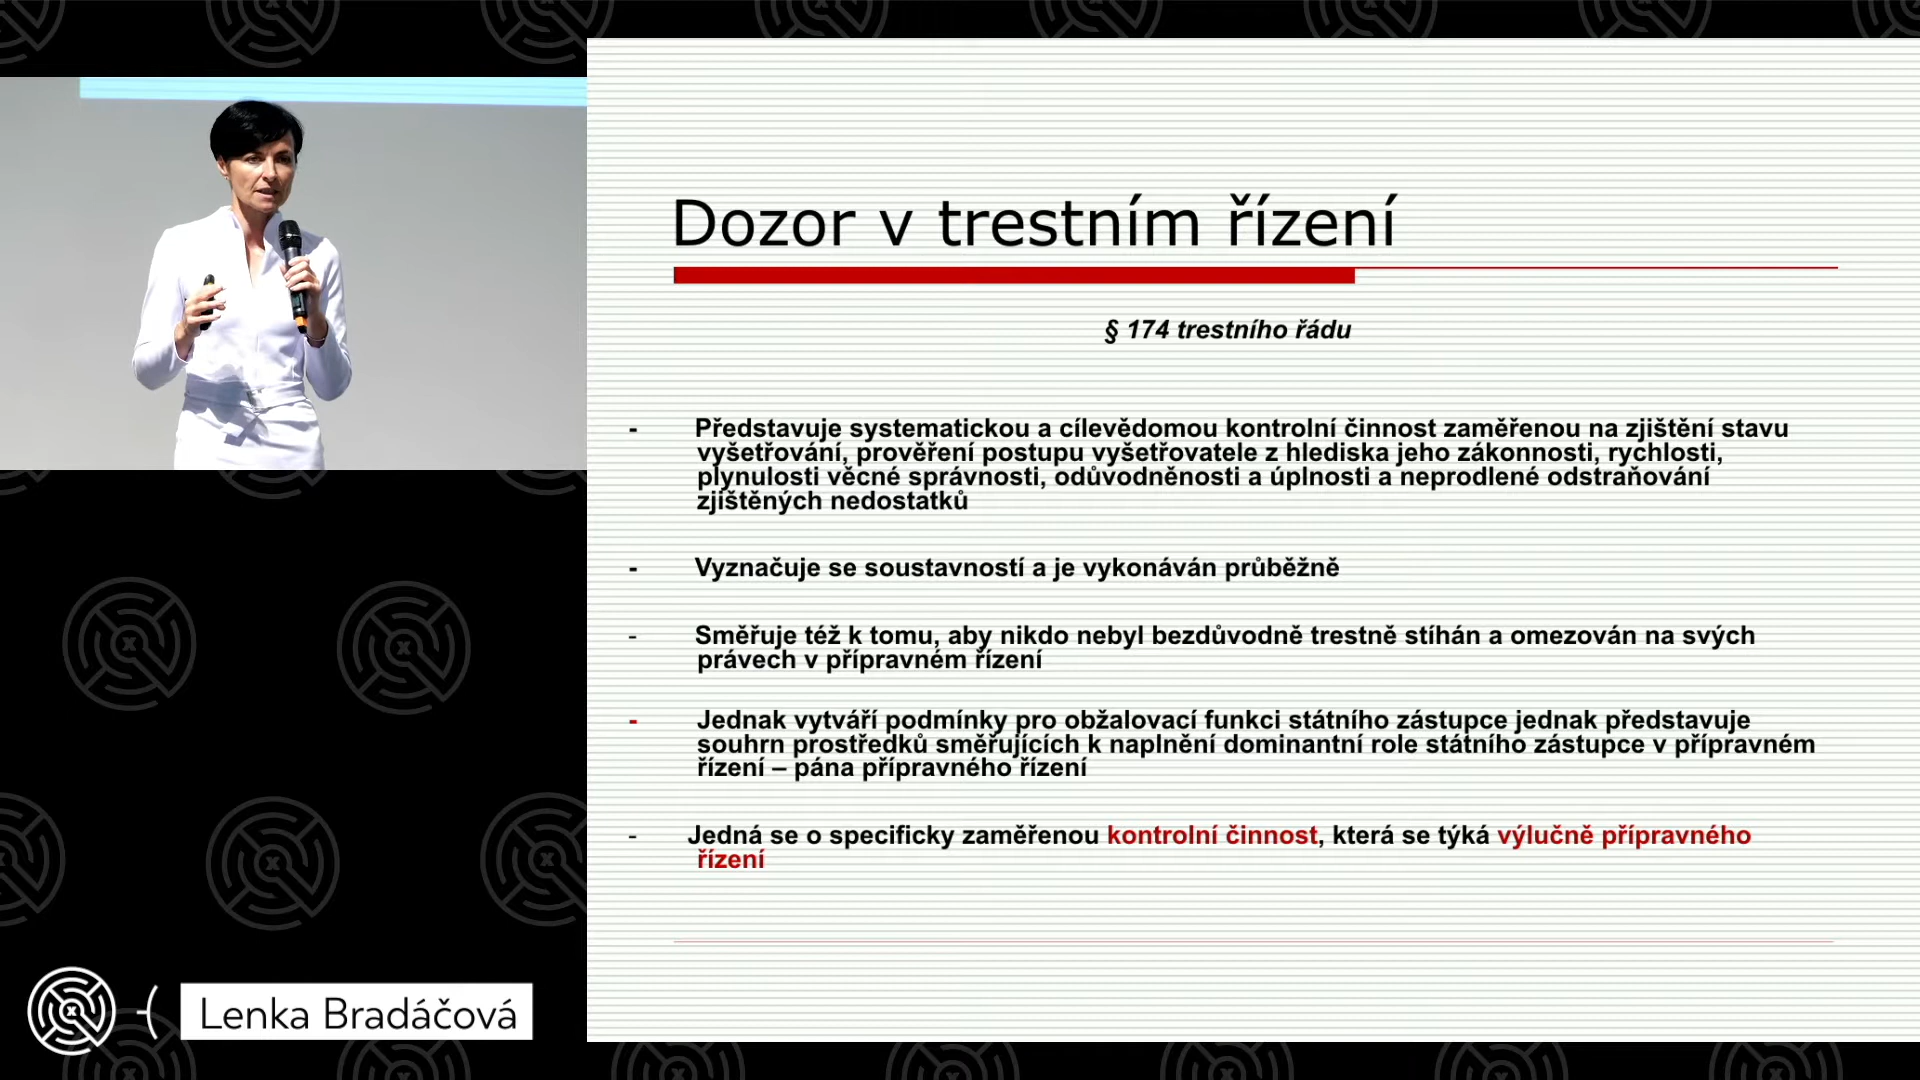 Dozor v trestním řízení
§ 174 trestního řádu
- Představuje systematickou a cílevědomou kontrolní činnost zaměřenou na zjištění stavu
vyšetřování, prověření postupu vyšetřovatele z hlediska jeho zákonnosti, rychlosti,
plynulosti věcné správnosti, odůvodněnosti a úplnosti a neprodlené odstraňování
zjištěných nedostatků
- Vyznačuje se soustavností a je vykonáván průběžně
- Směřuje též k tomu, aby nikdo nebyl bezdůvodně trestně stíhán a omezován na svých
právech v přípravném řízení
- Jednak vytváří podmínky pro obžalovací funkci státního zástupce jednak představuje
souhrn prostředků směřujících k naplnění dominantní role státního zástupce v přípravném
řízení – pána přípravného řízení
- Jedná se o specificky zaměřenou kontrolní činnost, která se týká výlučně přípravného
řízení
Lenka Bradáčová